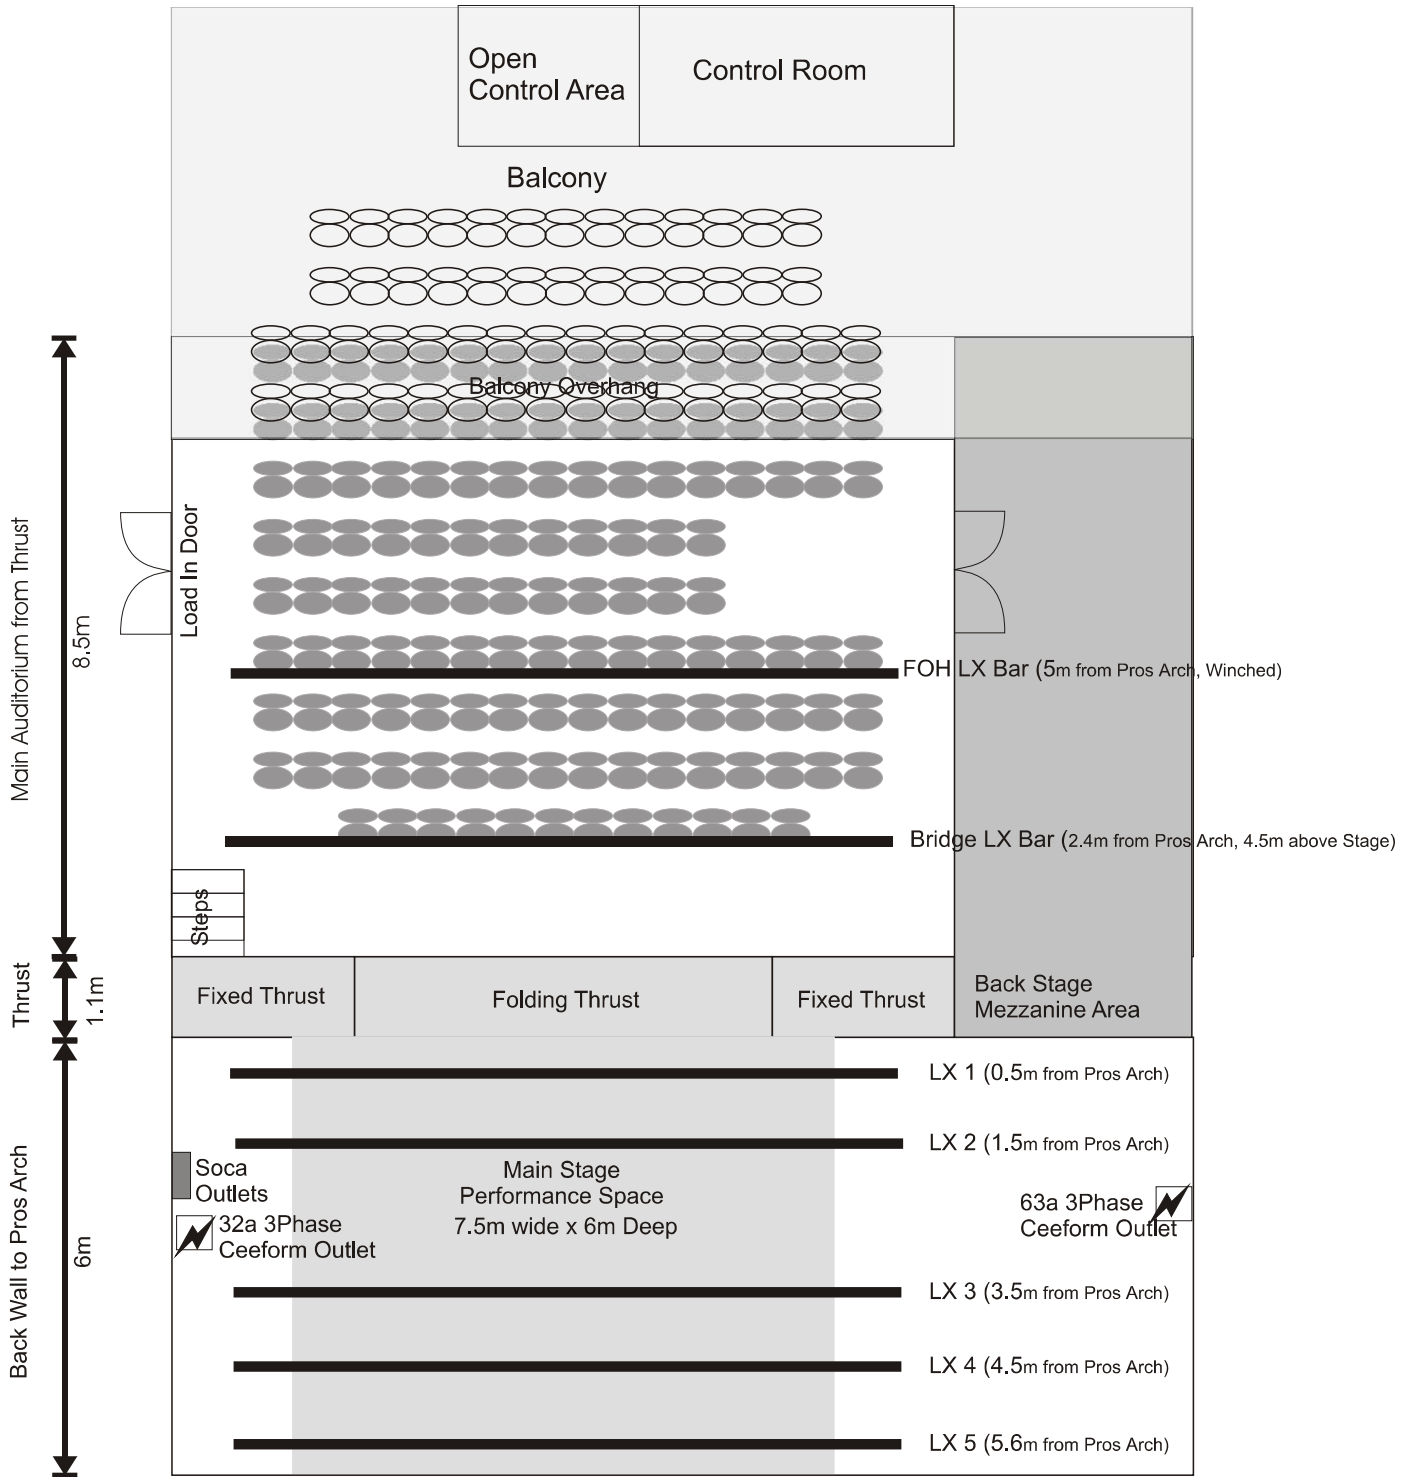 Open
Control Area
Control Room
Balcony
Balcony Overhang
Load In Door
Main Auditorium from Thrust
8.5m
FOH LX Bar (5m from Pros Arch, Winched)
Bridge LX Bar (2.4m from Pros Arch, 4.5m above Stage)
Steps
Thrust
1.1m
Fixed Thrust
Folding Thrust
Fixed Thrust
Back Stage
Mezzanine Area
LX 1 (0.5m from Pros Arch)
LX 2 (1.5m from Pros Arch)
Back Wall to Pros Arch
6m
Soca
Outlets
32a 3Phase
Ceeform Outlet
Main Stage
Performance Space
7.5m wide x 6m Deep
63a 3Phase
Ceeform Outlet
LX 3 (3.5m from Pros Arch)
LX 4 (4.5m from Pros Arch)
LX 5 (5.6m from Pros Arch)